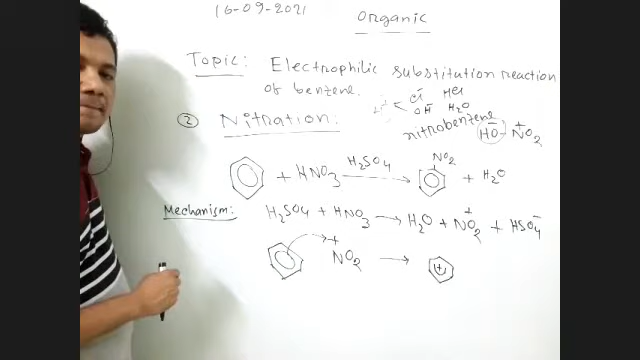 16-09-2021
Organic
Topic: Electrophilic substitution reaction
of benzene.
Cl HCl
OH H2O
② Nitration: nitrobenzene HO- NO2+
+ HNO3 H2SO4 → NO2 + H2O
Mechanism: H2SO4 + HNO3 → H2O + NO2+ + HSO4-
+NO2 → +